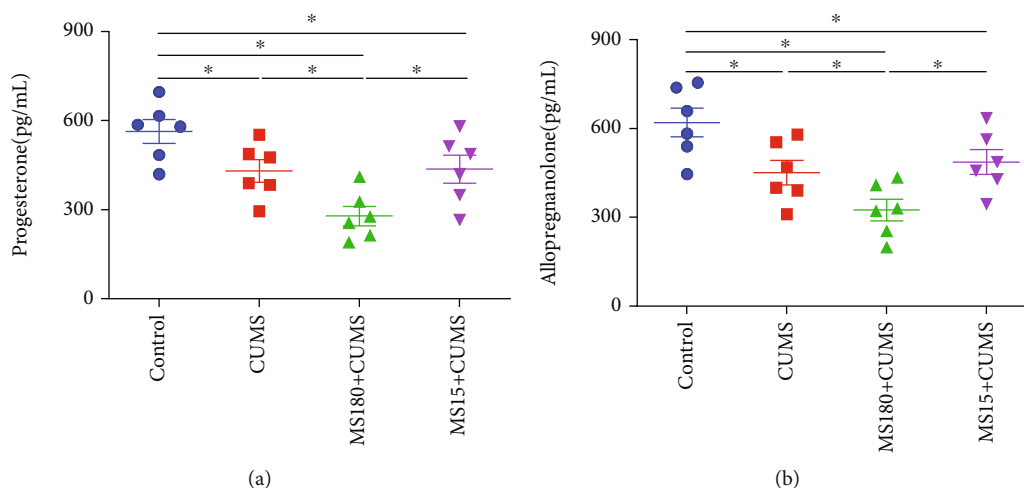 Progesterone(pg/mL)
900
600
300
0
*
*
*
*
*
Control
CUMS
MS180+CUMS
MS15+CUMS
(a)
Allopregnanolone(pg/mL)
900
600
300
0
*
*
*
*
*
Control
CUMS
MS180+CUMS
MS15+CUMS
(b)